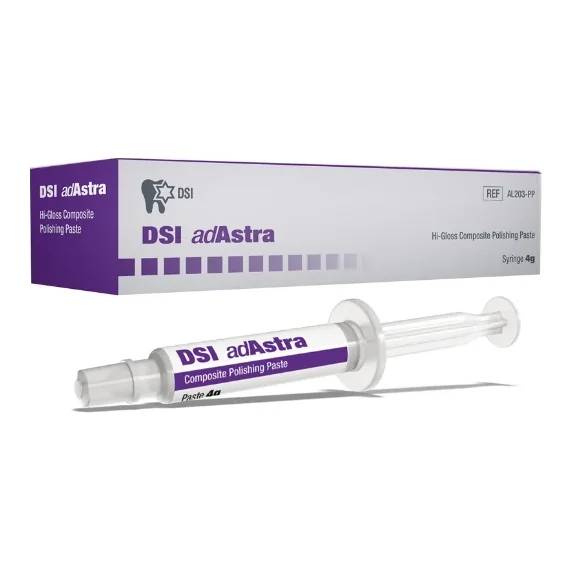 DSI adAstra
Hi-Gloss Composite
Polishing Paste
DSI
DSI adAstra
REF AL203-PP
Hi-Gloss Composite Polishing Paste
Syringe 4g
DSI adAstra
Composite Polishing Paste
Paste 4g